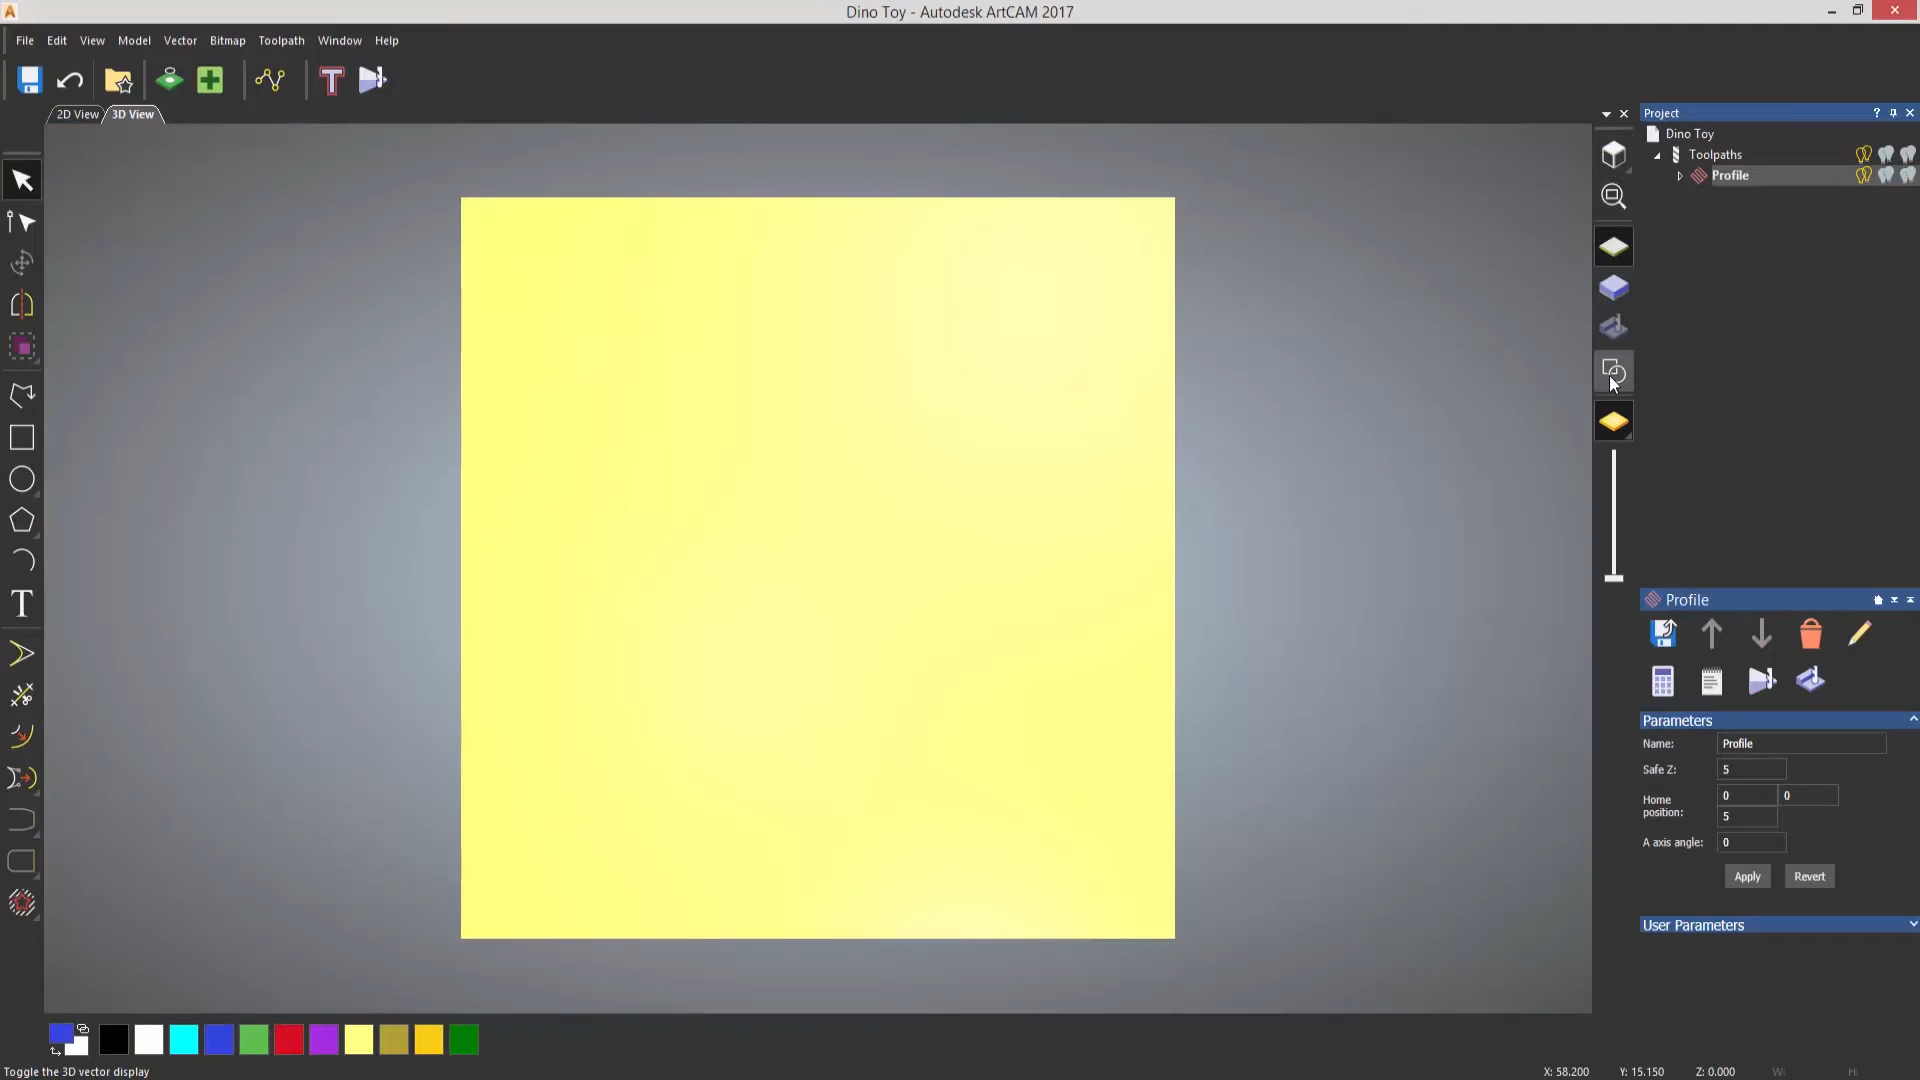 Dino Toy - Autodesk ArtCAM 2017
File Edit View Model Vector Bitmap Toolpath Window Help
2D View 3D View
Project
Dino Toy
Toolpaths
Profile
Profile
Parameters
Name: Profile
Safe Z: 5
Home position: 0 0
5
A axis angle: 0
Apply Revert
User Parameters
Toggle the 3D vector display
X: 58.200 Y: 15.150 Z: 0.000 W: H: